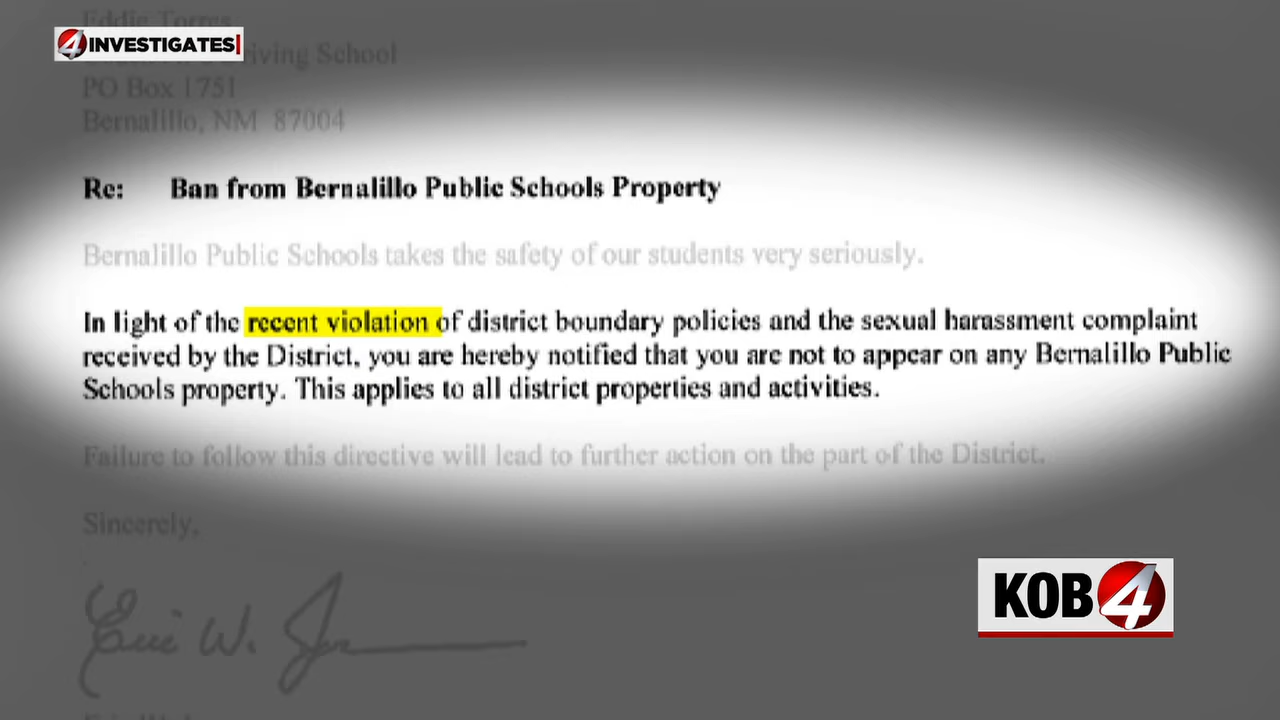 Eddie Torres
4 INVESTIGATES
iving School
PO Box 1751
Bernalillo, NM 87004
Re: Ban from Bernalillo Public Schools Property
Bernalillo Public Schools takes the safety of our students very seriously.
In light of the recent violation of district boundary policies and the sexual harassment complaint
received by the District, you are hereby notified that you are not to appear on any Bernalillo Public
Schools property. This applies to all district properties and activities.
Failure to follow this directive will lead to further action on the part of the District.
Sincerely,
KOB 4